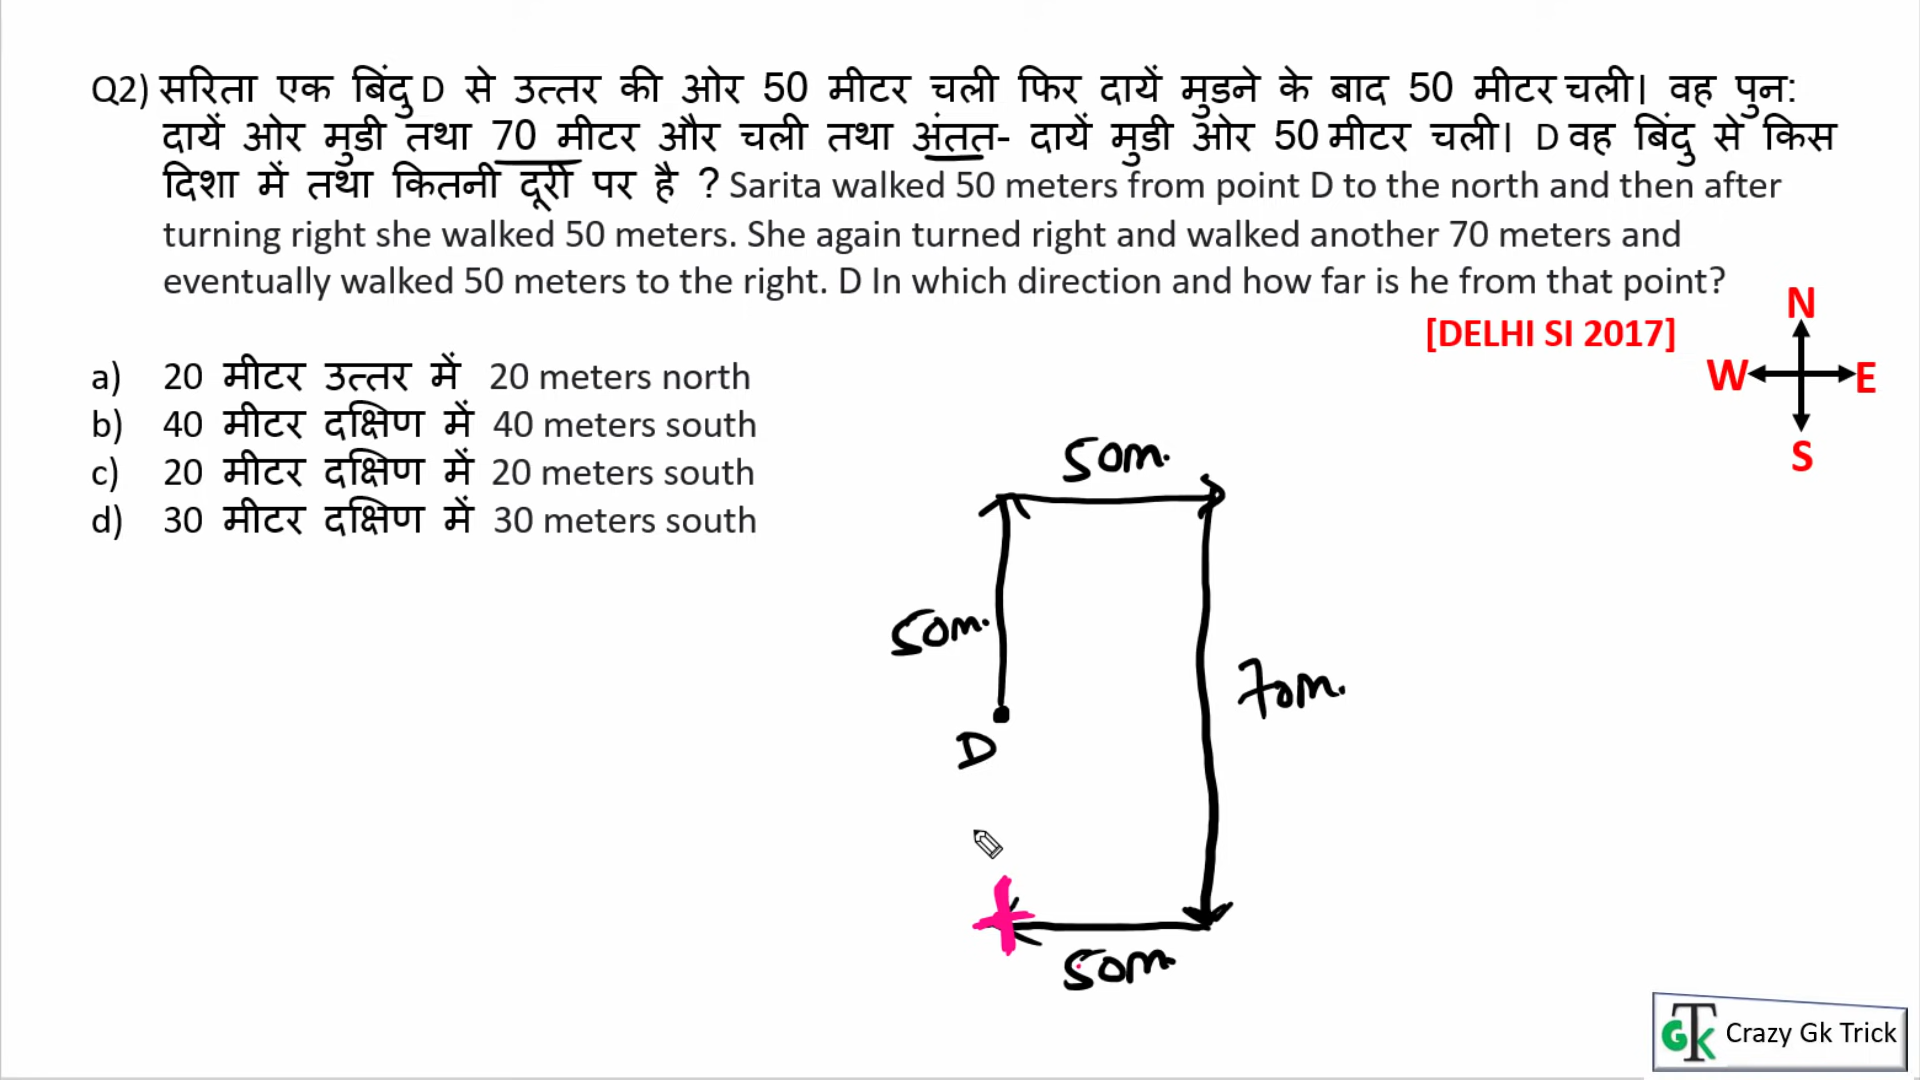 Q2) सरिता एक बिंदु D से उत्तर की ओर 50 मीटर चली फिर दायें मुडने के बाद 50 मीटर चली। वह पुन:
दायें ओर मुडी तथा 70 मीटर और चली तथा अंतत- दायें मुडी ओर 50 मीटर चली। D वह बिंदु से किस
दिशा में तथा कितनी दूरी पर है ? Sarita walked 50 meters from point D to the north and then after
turning right she walked 50 meters. She again turned right and walked another 70 meters and
eventually walked 50 meters to the right. D In which direction and how far is he from that point?
[DELHI SI 2017]
N
W E
S
a) 20 मीटर उत्तर में 20 meters north
b) 40 मीटर दक्षिण में 40 meters south
c) 20 मीटर दक्षिण में 20 meters south
d) 30 मीटर दक्षिण में 30 meters south
50m.
50m.
70m.
D
50m
GTK Crazy Gk Trick